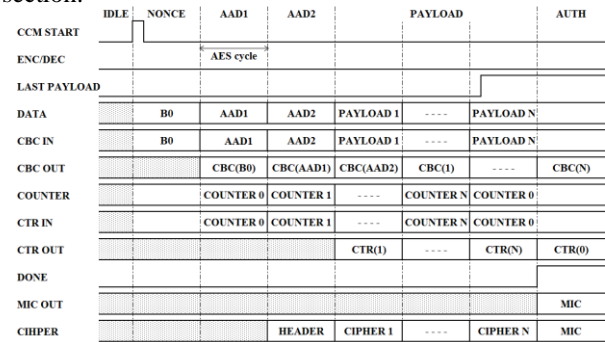 section.
IDLE NONCE AAD1 AAD2 PAYLOAD AUTH
CCM START
ENC/DEC AES cycle
LAST PAYLOAD
DATA B0 AAD1 AAD2 PAYLOAD 1 - - - - PAYLOAD N
CBC IN B0 AAD1 AAD2 PAYLOAD 1 - - - - PAYLOAD N
CBC OUT CBC(B0) CBC(AAD1) CBC(AAD2) CBC(1) - - - - CBC(N)
COUNTER COUNTER 0 COUNTER 1 - - - - COUNTER N COUNTER 0
CTR IN COUNTER 0 COUNTER 1 - - - - COUNTER N COUNTER 0
CTR OUT CTR(1) - - - - CTR(N) CTR(0)
DONE
MIC OUT MIC
CIHPER HEADER CIPHER 1 - - - - CIPHER N MIC